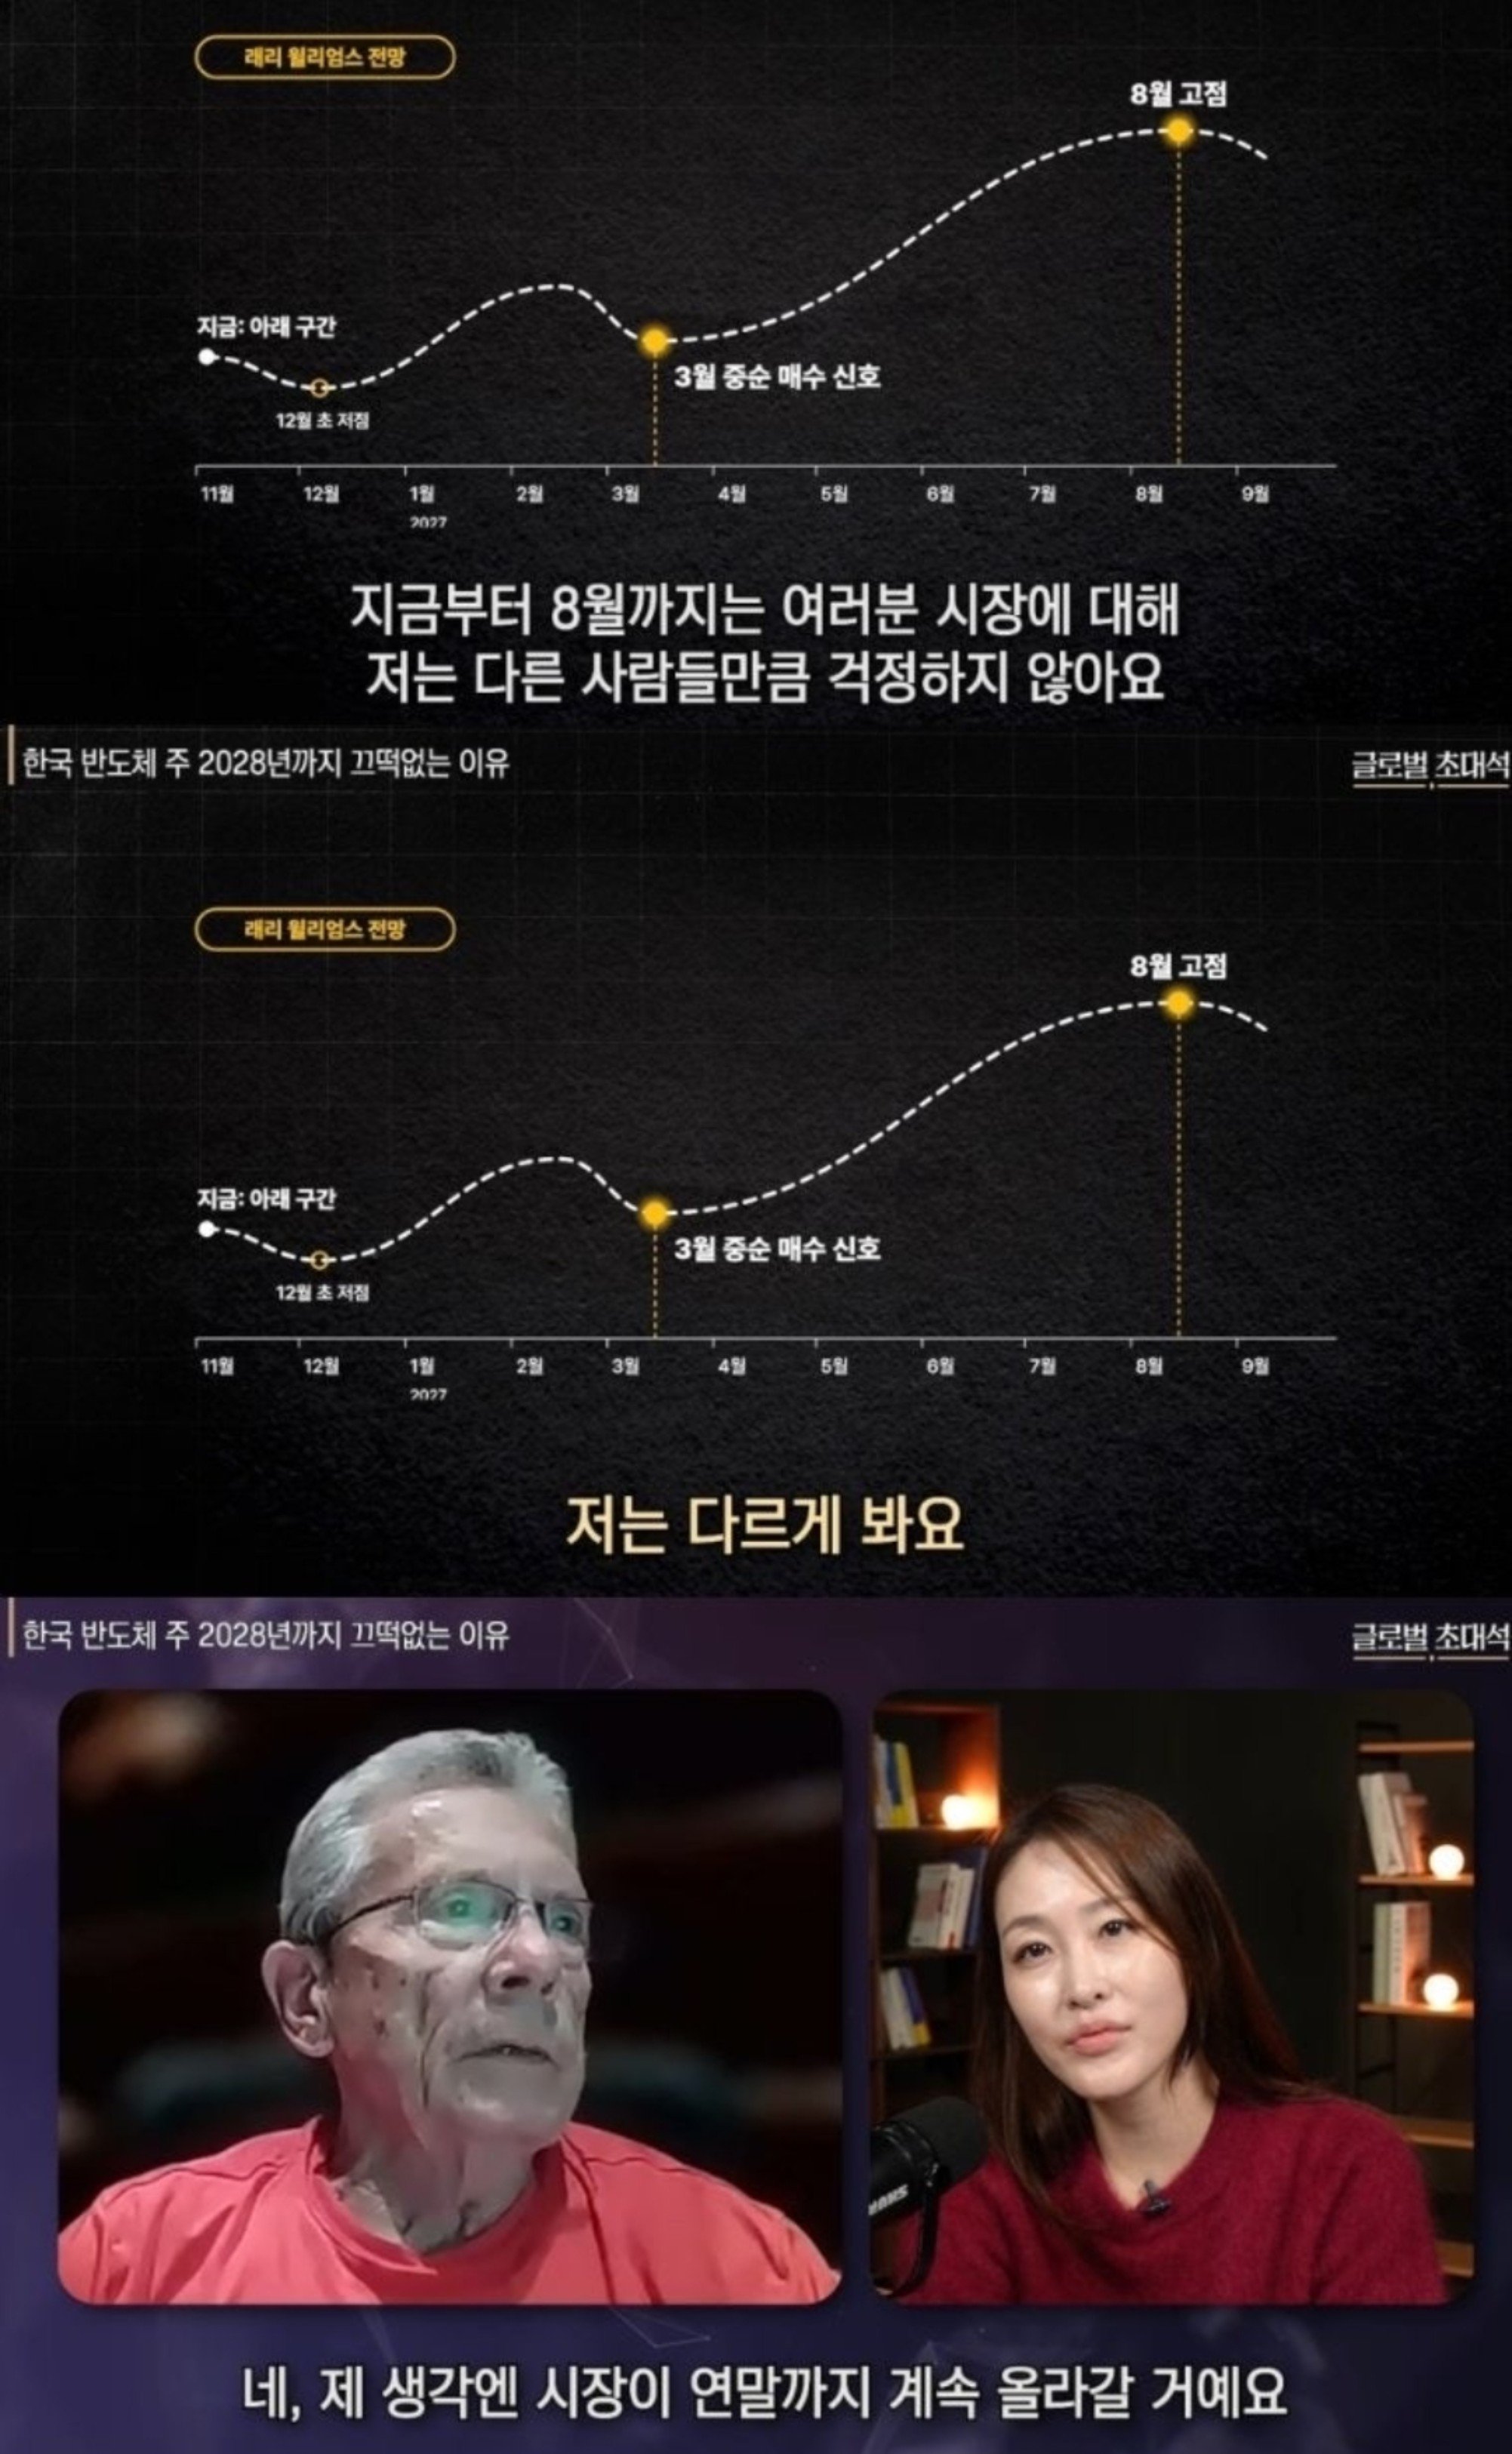 래리 윌리엄스 전망
8월 고점
지금: 아래 구간
12월 초 저점
3월 중순 매수 신호
11월 12월 1월 2월 3월 4월 5월 6월 7월 8월 9월
2027
지금부터 8월까지는 여러분 시장에 대해
저는 다른 사람들만큼 걱정하지 않아요
한국 반도체 주 2028년까지 끄떡없는 이유
글로벌 초대석
래리 윌리엄스 전망
8월 고점
지금: 아래 구간
12월 초 저점
3월 중순 매수 신호
11월 12월 1월 2월 3월 4월 5월 6월 7월 8월 9월
2027
저는 다르게 봐요
한국 반도체 주 2028년까지 끄떡없는 이유
글로벌 초대석
네, 제 생각엔 시장이 연말까지 계속 올라갈 거예요